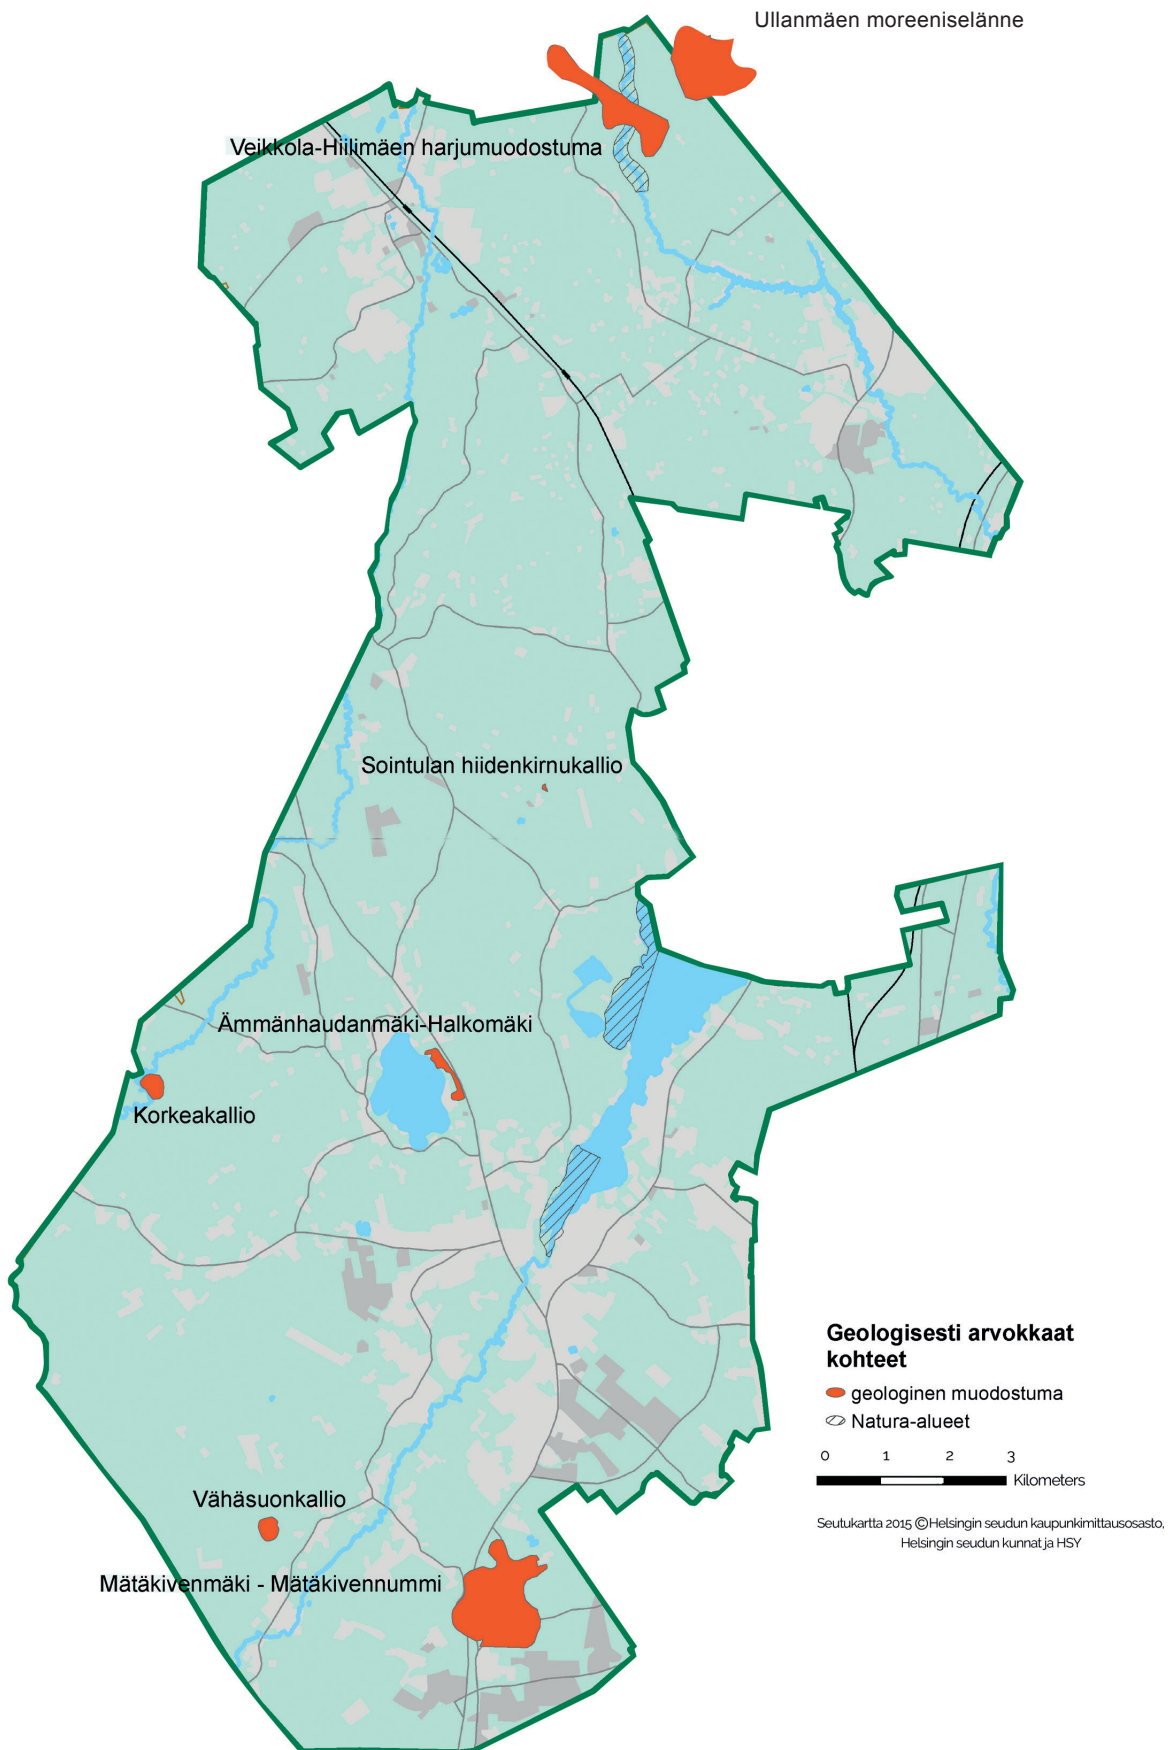 Ullanmäen moreeniselänne
Veikkola-Hiilimäen harjumuodostuma
Sointulan hiidenkirnukallio
Ämmänhaudanmäki-Halkomäki
Korkeakallio
Geologisesti arvokkaat
kohteet
geologinen muodostuma
Natura-alueet
0 1 2 3
Kilometers
Seutukartta 2015 ©Helsingin seudun kaupunkimittausosasto,
Helsingin seudun kunnat ja HSY
Vähäsuonkallio
Mätäkivenmäki - Mätäkivennummi